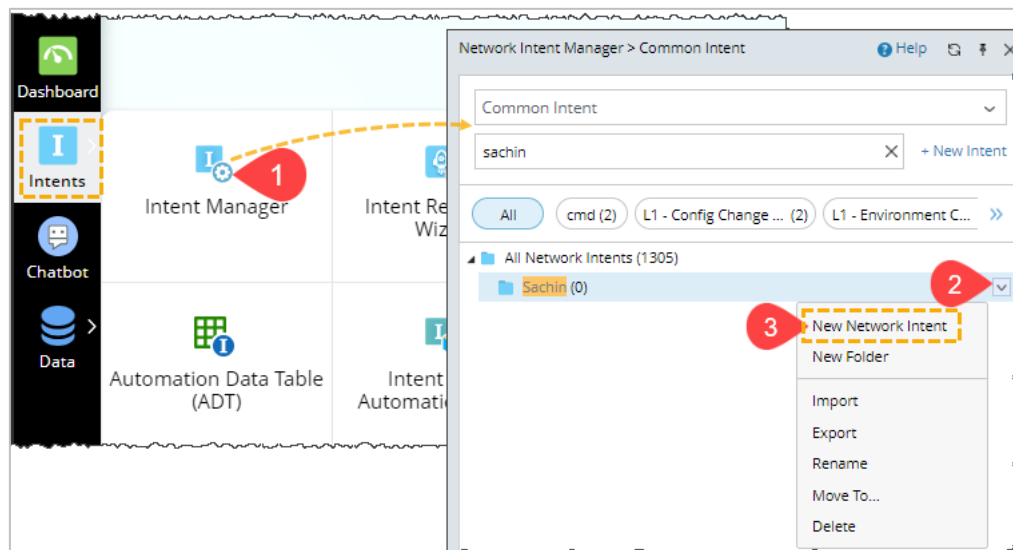 Dashboard
Intents
Chatbot
Data
1
Intent Manager
Intent Re
Wiz
Automation Data Table
(ADT)
Intent
Automati
Network Intent Manager > Common Intent
Help
Common Intent
sachin
+ New Intent
All
cmd (2)
L1 - Config Change ... (2)
L1 - Environment C...
All Network Intents (1305)
Sachin (0)
2
3
New Network Intent
New Folder
Import
Export
Rename
Move To...
Delete